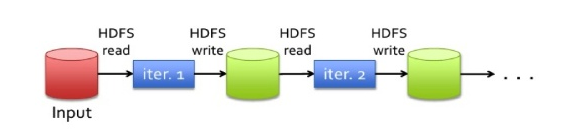 HDFS
read
HDFS
write
HDFS
read
HDFS
write
iter. 1
iter. 2
. . .
Input